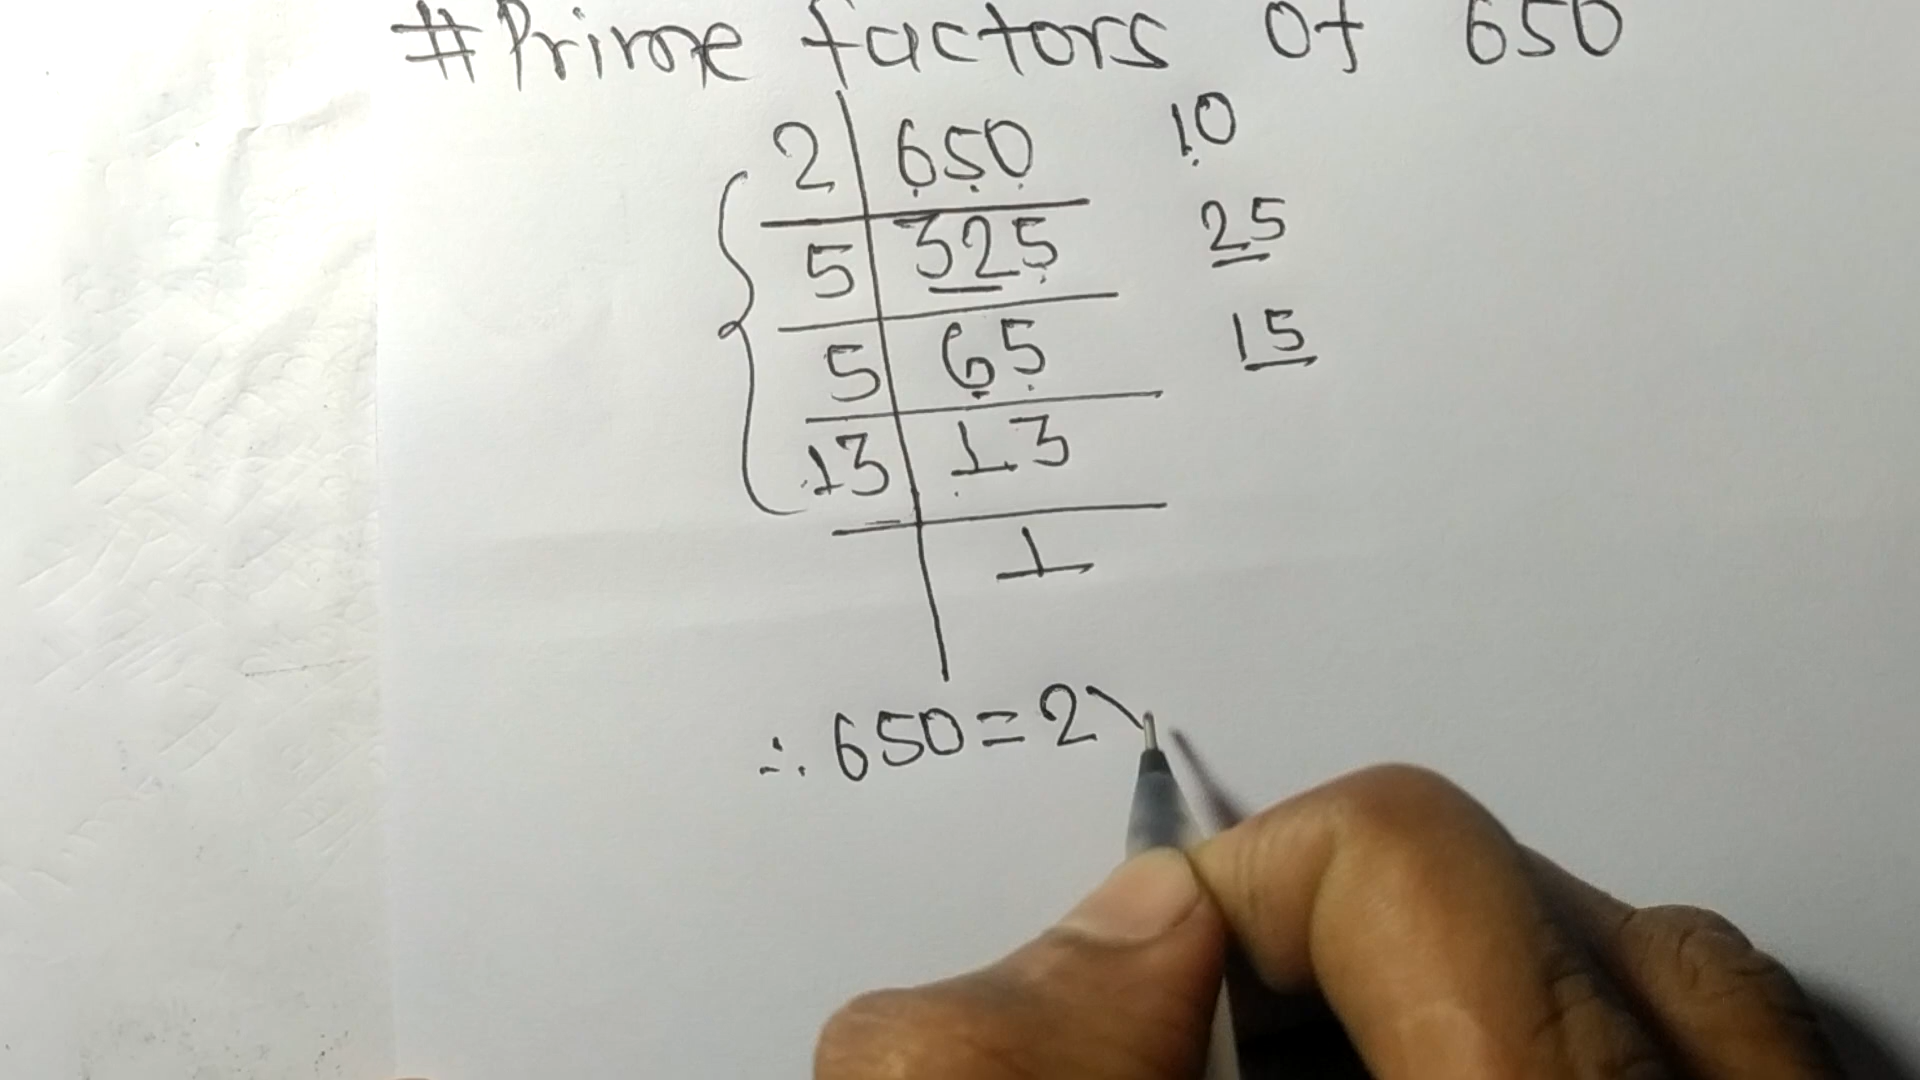 #Prime factors of 650
2 650 10
5 325 25
5 65 15
13 13
1
∴ 650 = 2